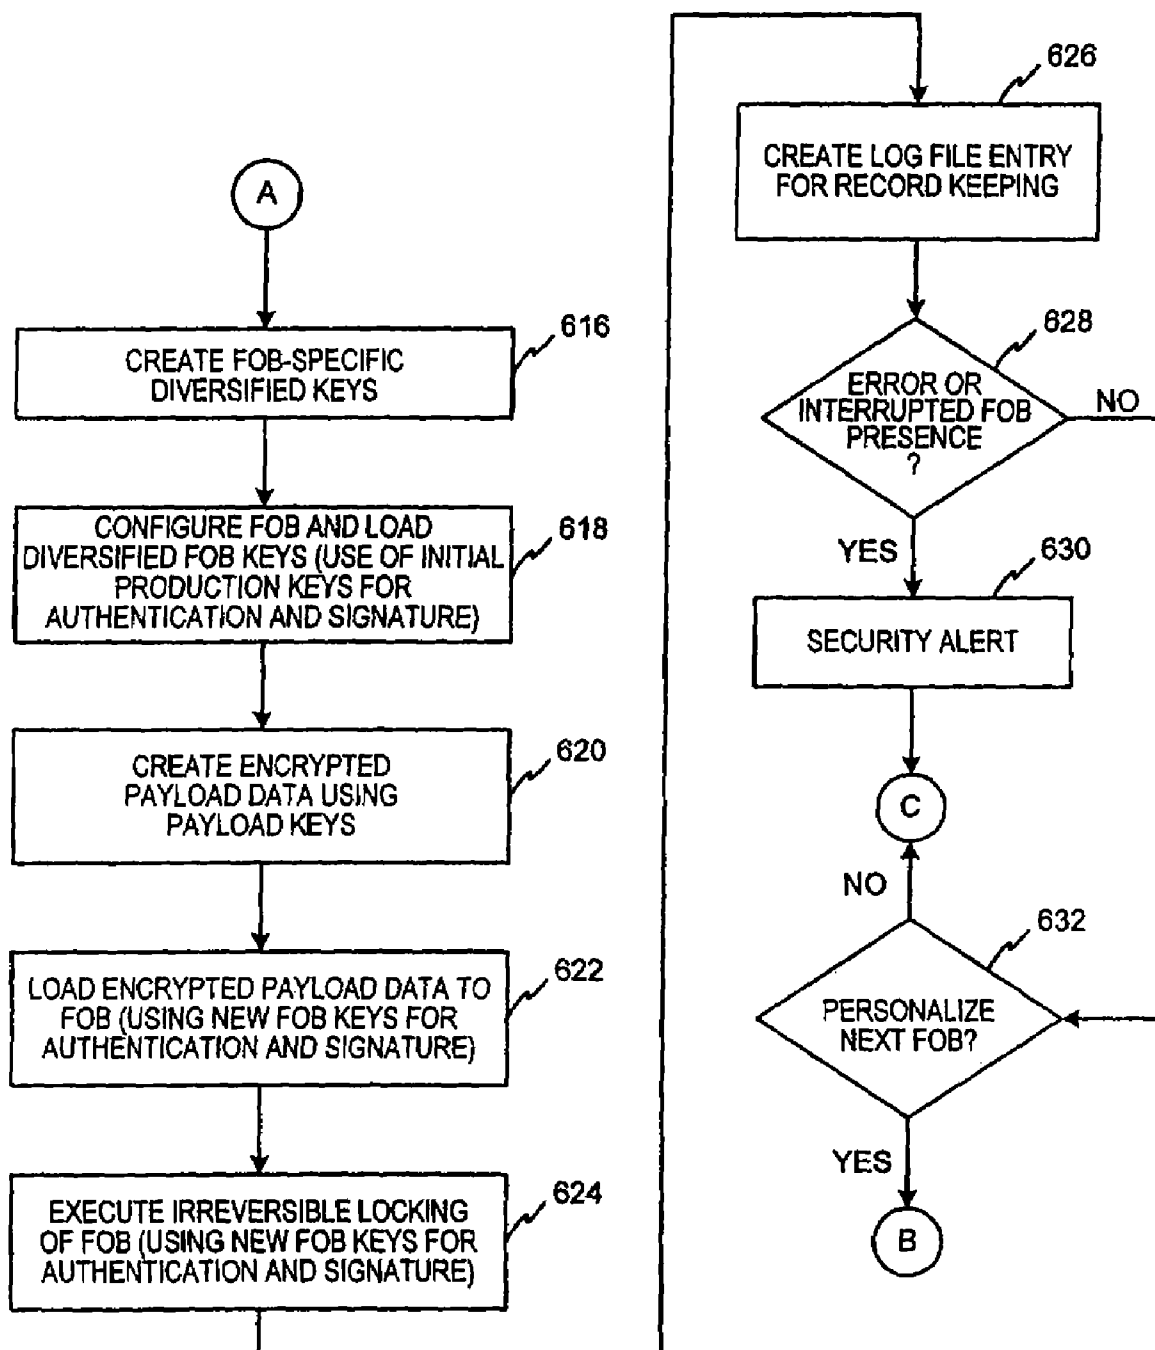 A
616
CREATE FOB-SPECIFIC
DIVERSIFIED KEYS
618
CONFIGURE FOB AND LOAD
DIVERSIFIED FOB KEYS (USE OF INITIAL
PRODUCTION KEYS FOR
AUTHENTICATION AND SIGNATURE)
620
CREATE ENCRYPTED
PAYLOAD DATA USING
PAYLOAD KEYS
622
LOAD ENCRYPTED PAYLOAD DATA TO
FOB (USING NEW FOB KEYS FOR
AUTHENTICATION AND SIGNATURE)
624
EXECUTE IRREVERSIBLE LOCKING
OF FOB (USING NEW FOB KEYS FOR
AUTHENTICATION AND SIGNATURE)
626
CREATE LOG FILE ENTRY
FOR RECORD KEEPING
628
ERROR OR
INTERRUPTED FOB
PRESENCE
?
NO
YES
630
SECURITY ALERT
C
NO
632
PERSONALIZE
NEXT FOB?
YES
B